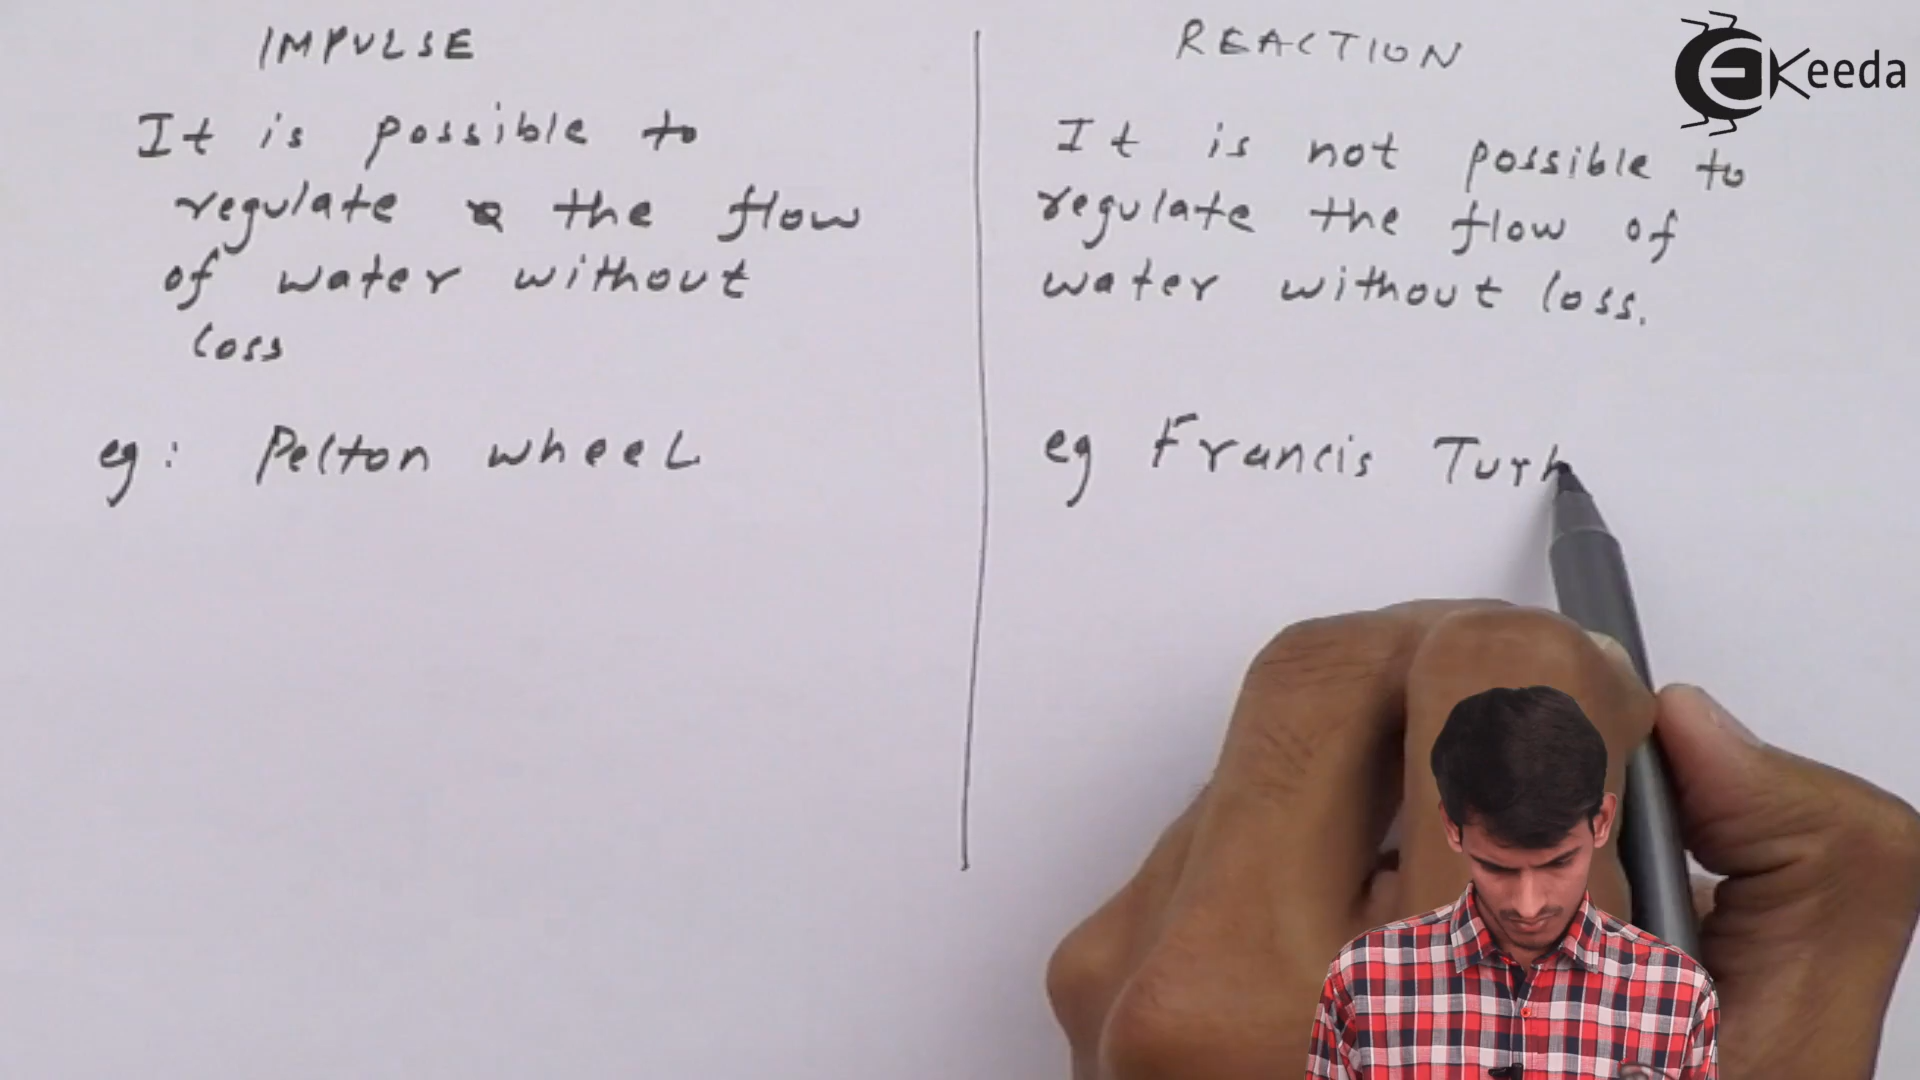 IMPULSE
It is possible to
regulate the flow
of water without
loss
eg: Pelton wheel
REACTION
It is not possible to
regulate the flow of
water without loss.
eg Francis Turb
EKeeda